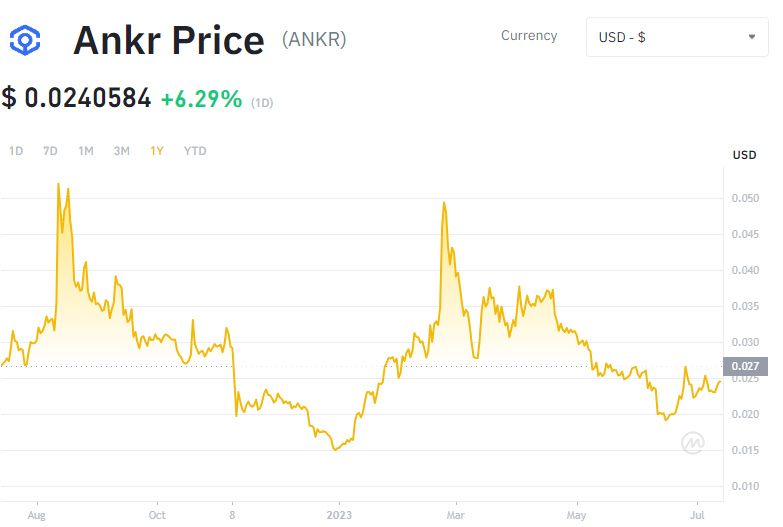 Ankr Price (ANKR)
Currency
USD - $
$ 0.0240584 +6.29% (1D)
1D 7D 1M 3M 1Y YTD
USD
0.050
0.045
0.040
0.035
0.030
0.027
0.025
0.020
0.015
0.010
Aug Oct 8 2023 Mar May Jul